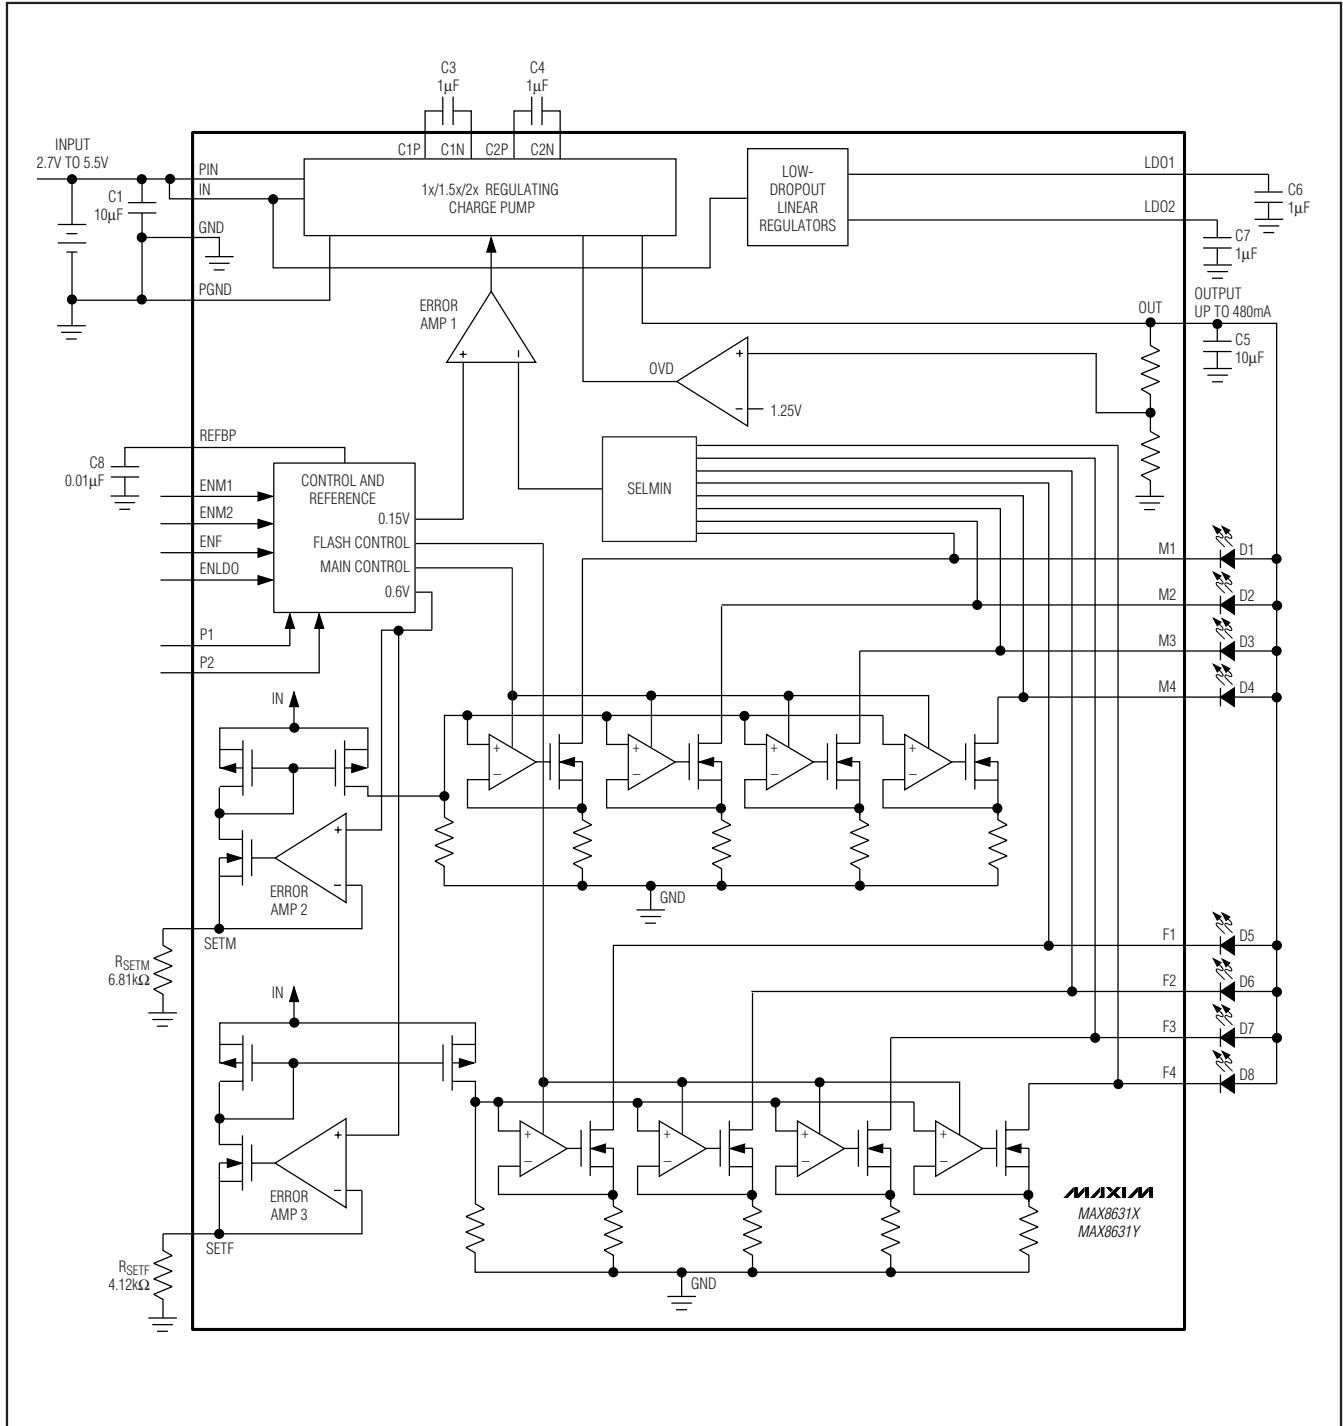 C3
1µF
C4
1µF
INPUT
2.7V TO 5.5V
C1P
C1N
C2P
C2N
PIN
IN
C1
10µF
GND
PGND
1x/1.5x/2x REGULATING
CHARGE PUMP
LOW-
DROPOUT
LINEAR
REGULATORS
LDO1
C6
1µF
LDO2
C7
1µF
ERROR
AMP 1
+
–
OUT
OUTPUT
UP TO 480mA
C5
10µF
OVD
+
–
1.25V
REFBP
C8
0.01µF
CONTROL AND
REFERENCE
0.15V
FLASH CONTROL
MAIN CONTROL
0.6V
ENM1
ENM2
ENF
ENLDO
P1
P2
SELMIN
M1
D1
M2
D2
M3
D3
M4
D4
IN
+
–
+
–
+
–
+
–
+
–
ERROR
AMP 2
GND
SETM
RSETM
6.81kΩ
F1
D5
F2
D6
F3
D7
F4
D8
IN
+
–
+
–
+
–
+
–
+
–
ERROR
AMP 3
SETF
RSETF
4.12kΩ
GND
MAXIM
MAX8631X
MAX8631Y